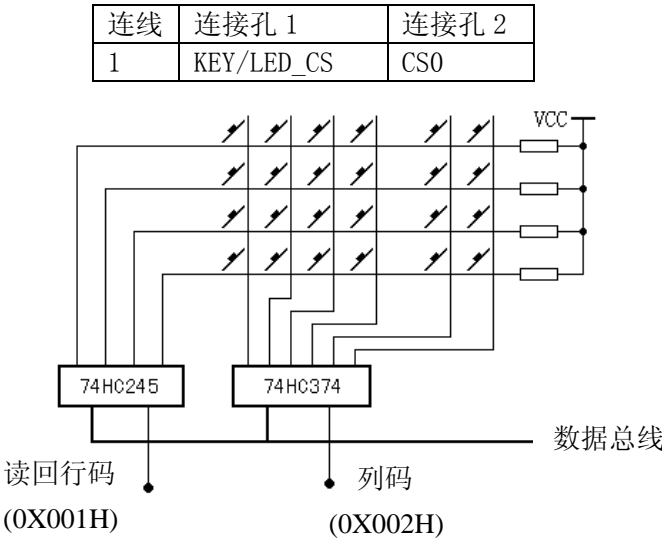 连线 连接孔 1 连接孔 2
1 KEY/LED_CS CS0
VCC
74HC245 74HC374
数据总线
读回行码 列码
(0X001H) (0X002H)